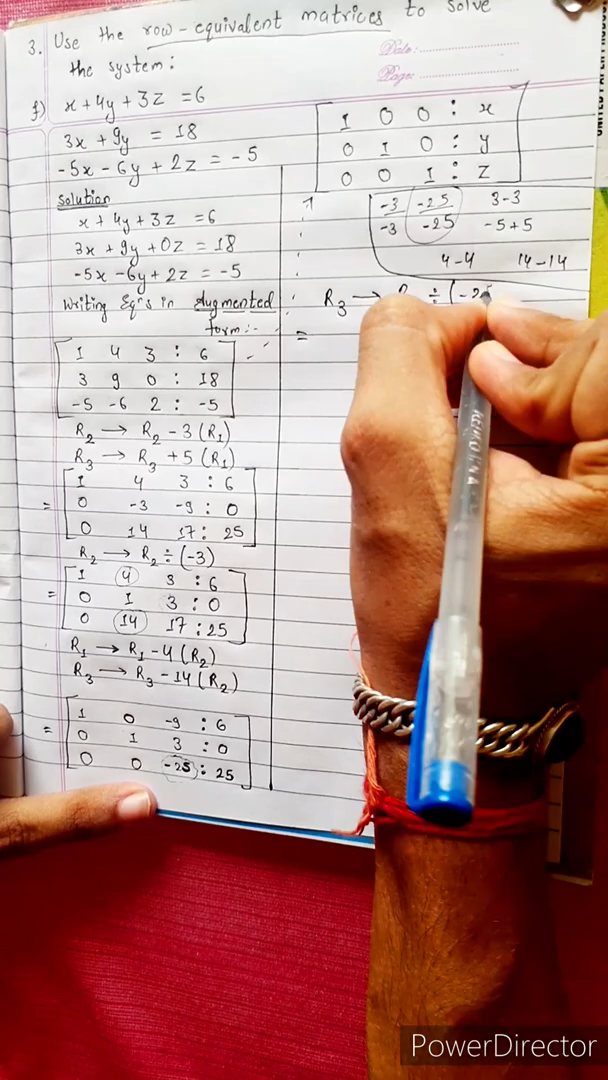 3. Use the row-equivalent matrices to solve
the system:
Date:
Page:
f) x + 4y + 3z = 6
3x + 9y = 18
-5x - 6y + 2z = -5
Solution
x + 4y + 3z = 6
3x + 9y + 0z = 18
-5x - 6y + 2z = -5
Writing Eqns in Augmented
form:-
1 4 3 : 6
3 9 0 : 18
-5 -6 2 : -5
R2 → R2 - 3 (R1)
R3 → R3 + 5 (R1)
1 4 3 : 6
= 0 -3 -9 : 0
0 14 17 : 25
R2 → R2 ÷ (-3)
1 4 3 : 6
= 0 1 3 : 0
0 14 17 : 25
R1 → R1 - 4 (R2)
R3 → R3 - 14 (R2)
1 0 -9 : 6
= 0 1 3 : 0
0 0 -25 : 25
1 0 0 : x
0 1 0 : y
0 0 1 : z
-3 -25 3-3
-3 -25 -5+5
4-4 14-14
R3 → ÷ (-25
=
PowerDirector